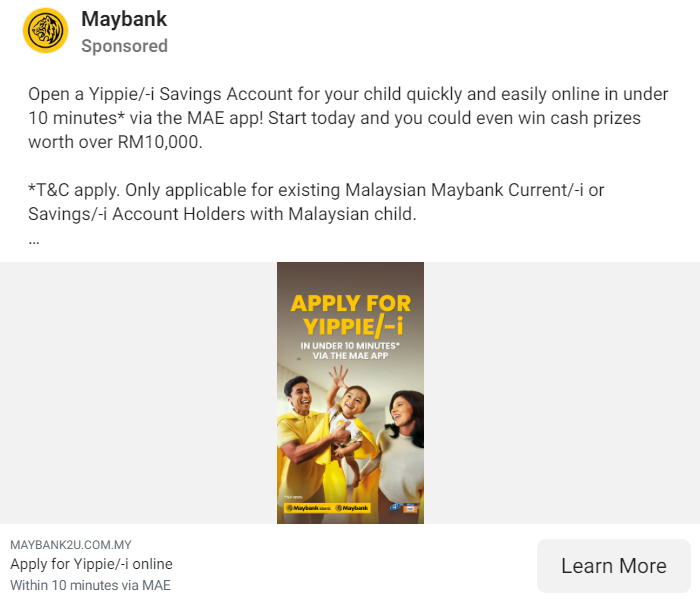 Maybank
Sponsored
Open a Yippie/-i Savings Account for your child quickly and easily online in under
10 minutes* via the MAE app! Start today and you could even win cash prizes
worth over RM10,000.
*T&C apply. Only applicable for existing Malaysian Maybank Current/-i or
Savings/-i Account Holders with Malaysian child.
...
APPLY FOR
YIPPIE/-i
IN UNDER 10 MINUTES*
VIA THE MAE APP
Maybank Islamic Maybank
MAYBANK2U.COM.MY
Apply for Yippie/-i online
Within 10 minutes via MAE
Learn More